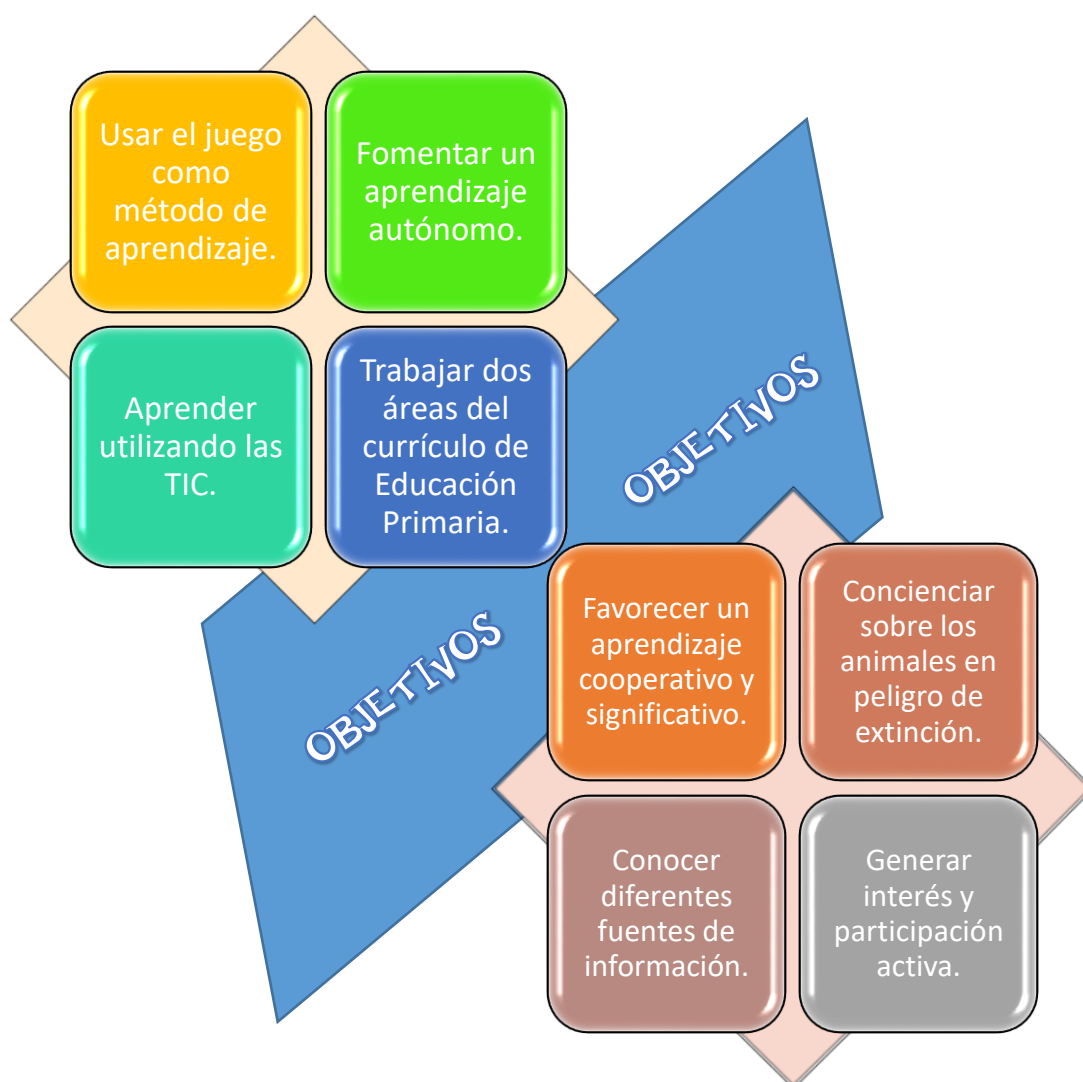 Usar el juego
como
método de
aprendizaje.
Fomentar un
aprendizaje
autónomo.
Aprender
utilizando las
TIC.
Trabajar dos
áreas del
currículo de
Educación
Primaria.
OBJETIVOS
OBJETIVOS
Favorecer un
aprendizaje
cooperativo y
significativo.
Concienciar
sobre los
animales en
peligro de
extinción.
Conocer
diferentes
fuentes de
información.
Generar
interés y
participación
activa.